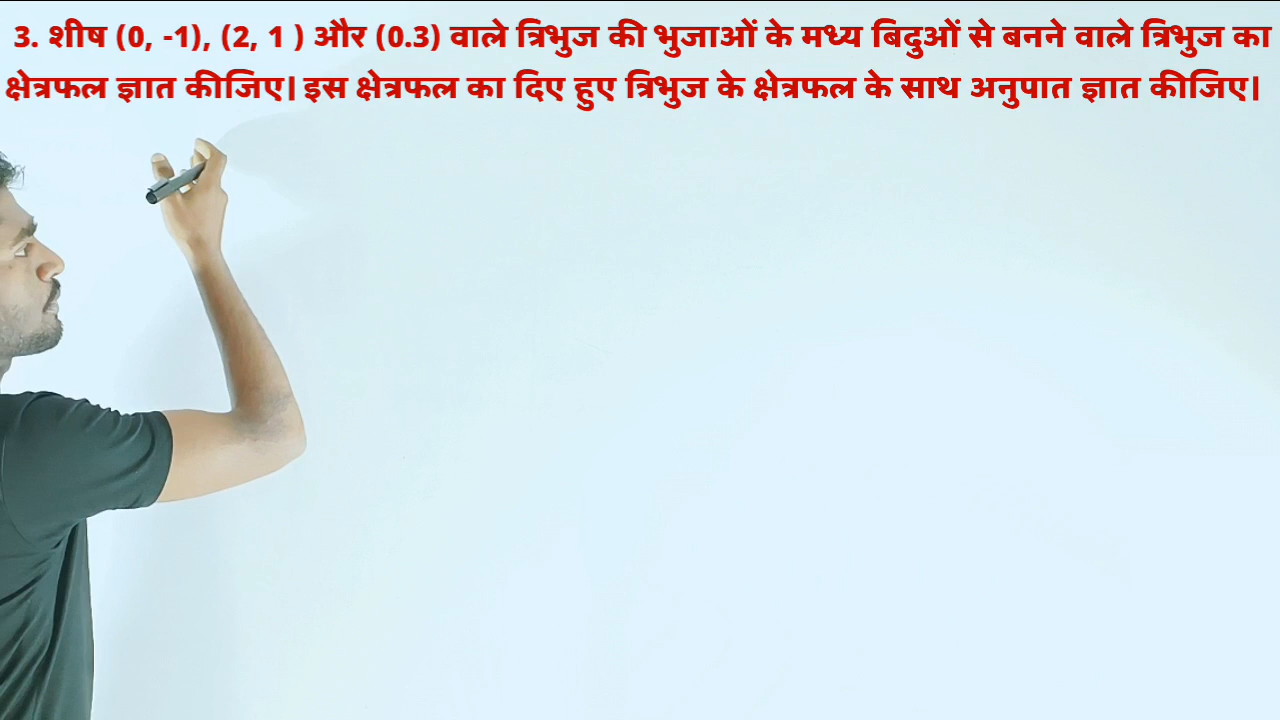 3. शीष (0, -1), (2, 1 ) और (0.3) वाले त्रिभुज की भुजाओं के मध्य बिदुओं से बनने वाले त्रिभुज का
क्षेत्रफल ज्ञात कीजिए। इस क्षेत्रफल का दिए हुए त्रिभुज के क्षेत्रफल के साथ अनुपात ज्ञात कीजिए।